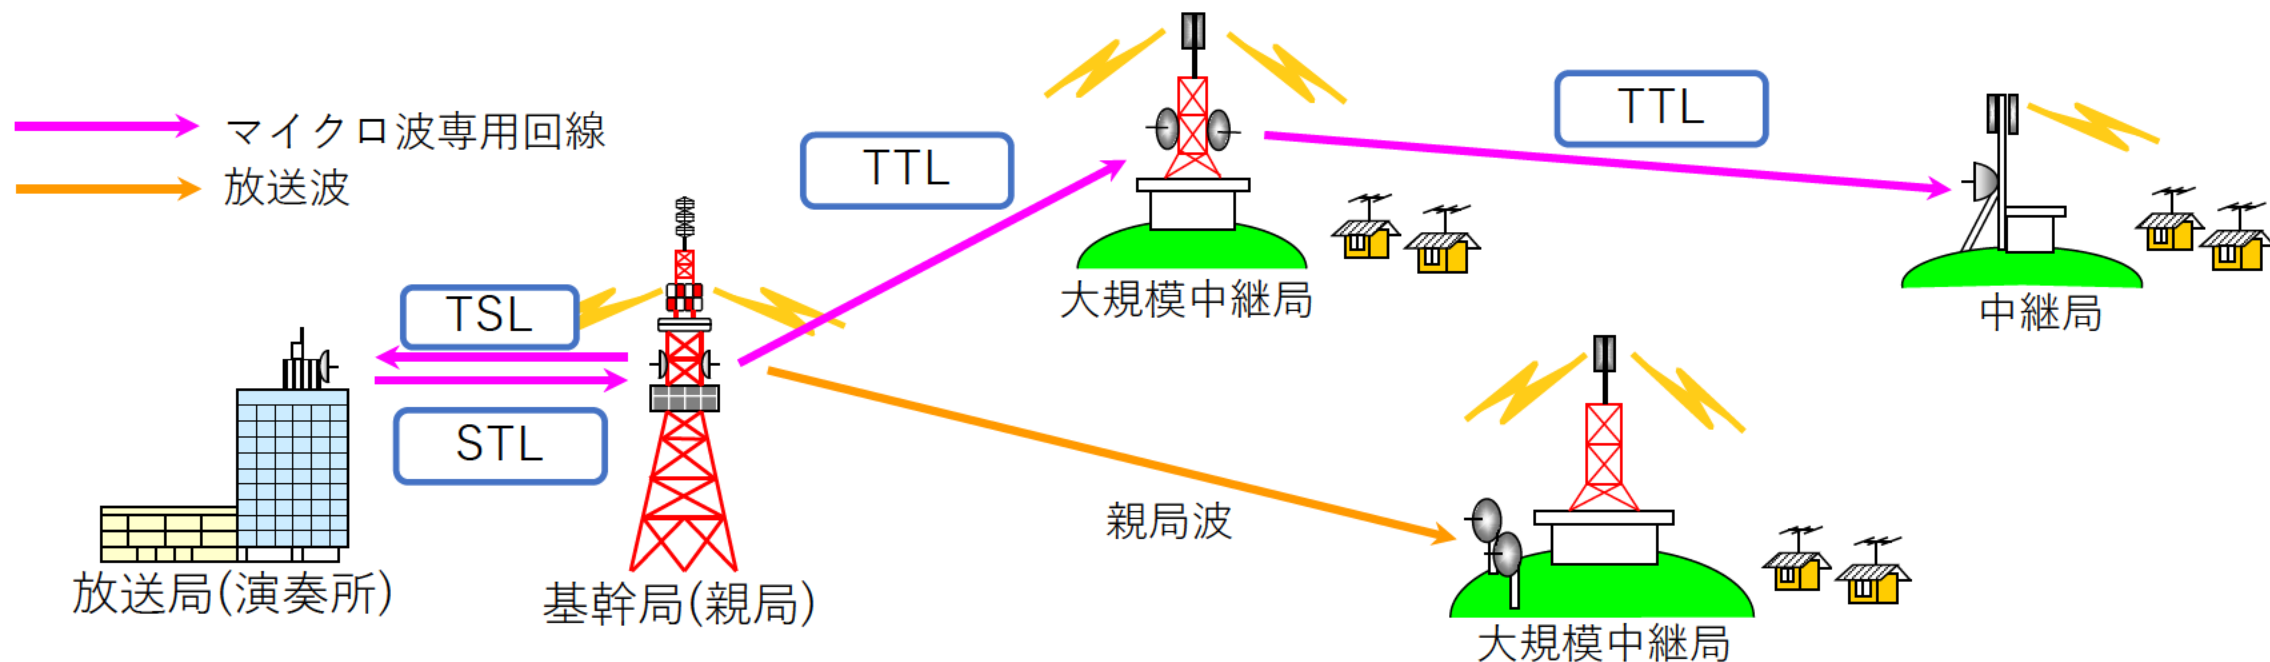 マイクロ波専用回線
放送波
TTL
TTL
TSL
STL
大規模中継局
中継局
親局波
放送局(演奏所)
基幹局(親局)
大規模中継局